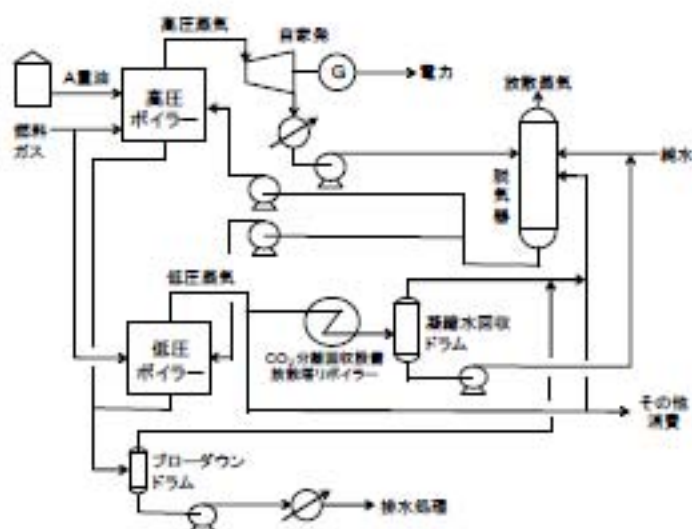 高圧蒸気
自家発
A重油
G
電力
高圧
ボイラー
放散蒸気
燃料
ガス
純水
脱気器
低圧蒸気
低圧
ボイラー
凝縮水回収
ドラム
CO₂分離回収設備
放散塔リボイラー
その他
消費
ブローダウン
ドラム
排水処理